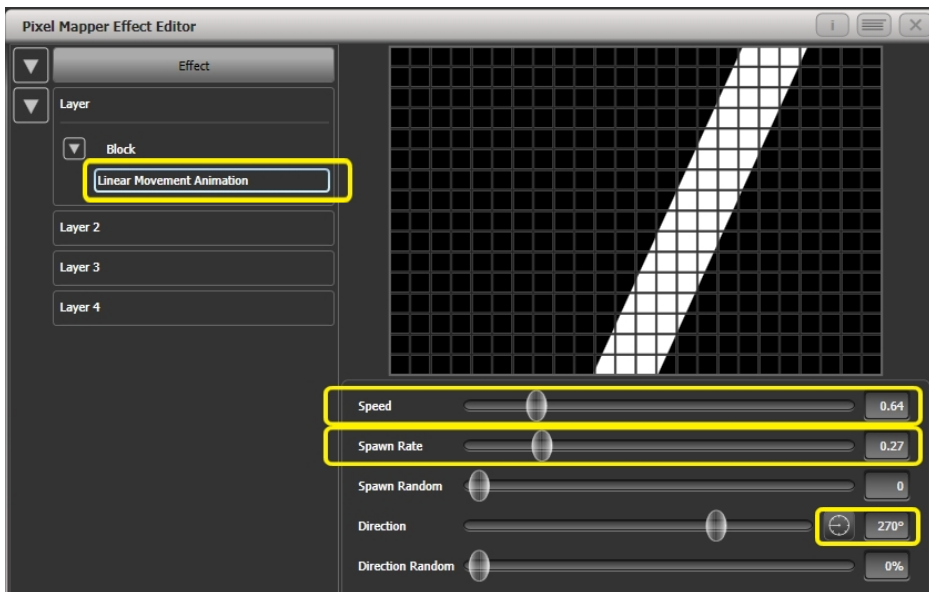 Pixel Mapper Effect Editor
i
Effect
Layer
Block
Linear Movement Animation
Layer 2
Layer 3
Layer 4
Speed 0.64
Spawn Rate 0.27
Spawn Random 0
Direction 270º
Direction Random 0%